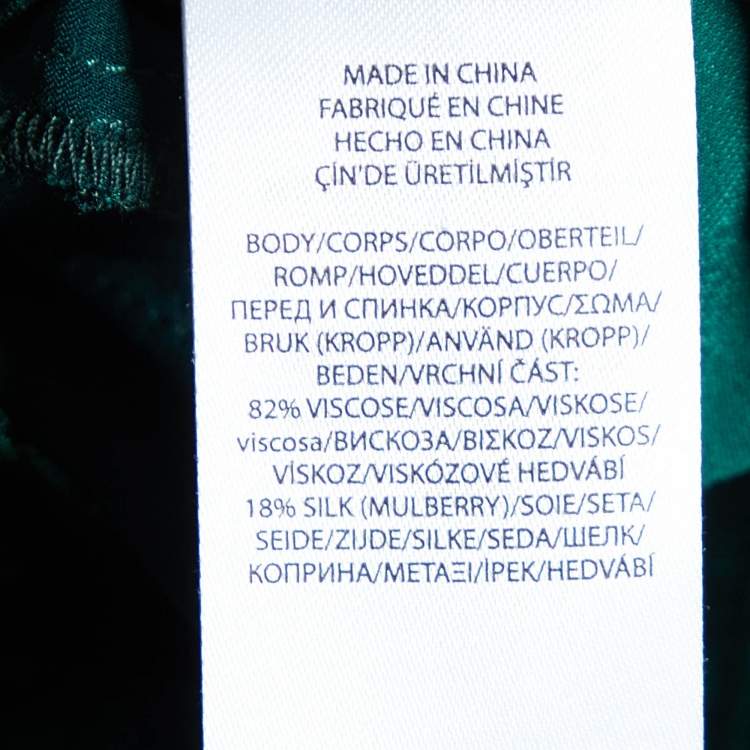 MADE IN CHINA
FABRIQUÉ EN CHINE
HECHO EN CHINA
ÇİN'DE ÜRETİLMİŞTİR
BODY/CORPS/CORPO/OBERTEIL/
ROMP/HOVEDDEL/CUERPO/
ПЕРЕД И СПИНКА/КОРПУС/ΣΩΜΑ/
BRUK (KROPP)/ANVÄND (KROPP)/
BEDEN/VRCHNÍ ČÁST:
82% VISCOSE/VISCOSA/VISKOSE/
viscosa/ВИСКОЗА/ΒΙΣΚΟΖ/VISKOS/
VİSKOZ/VISKÓZOVÉ HEDVÁBÍ
18% SILK (MULBERRY)/SOIE/SETA/
SEIDE/ZIJDE/SILKE/SEDA/ШЕЛК/
КОПРИНА/ΜΕΤΑΞΙ/İPEK/HEDVÁBÍ